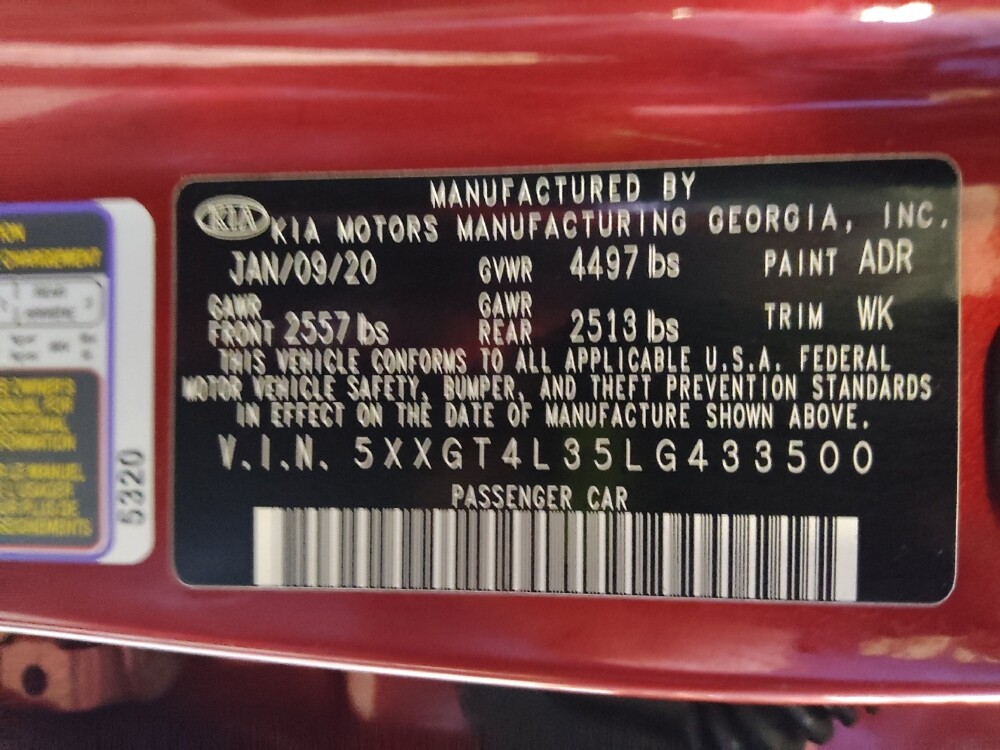 MANUFACTURED BY
KIA KIA MOTORS MANUFACTURING GEORGIA, INC.
JAN/09/20 GVWR 4497 lbs PAINT ADR
GAWR FRONT 2557 lbs GAWR REAR 2513 lbs TRIM WK
THIS VEHICLE CONFORMS TO ALL APPLICABLE U.S.A. FEDERAL
MOTOR VEHICLE SAFETY, BUMPER, AND THEFT PREVENTION STANDARDS
IN EFFECT ON THE DATE OF MANUFACTURE SHOWN ABOVE.
V.I.N. 5XXGT4L35LG433500
PASSENGER CAR
CHARGEMENT
5320